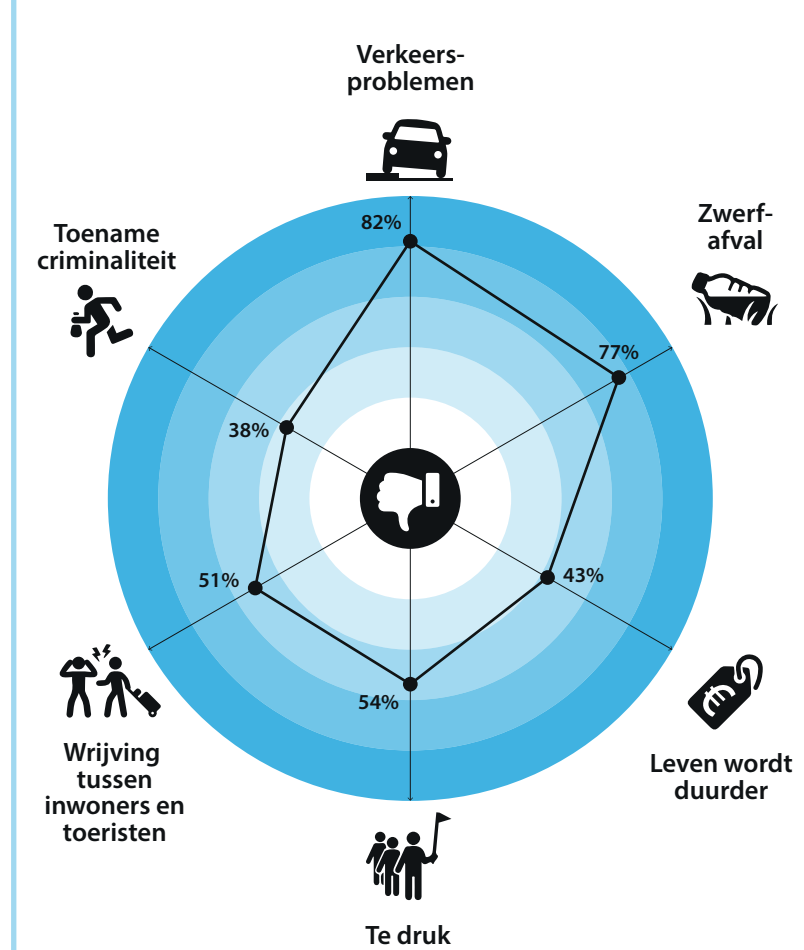 Verkeers-
problemen
82%
Zwerf-
afval
77%
Toename
criminaliteit
38%
43%
51%
54%
Leven wordt
duurder
Wrijving
tussen
inwoners en
toeristen
Te druk